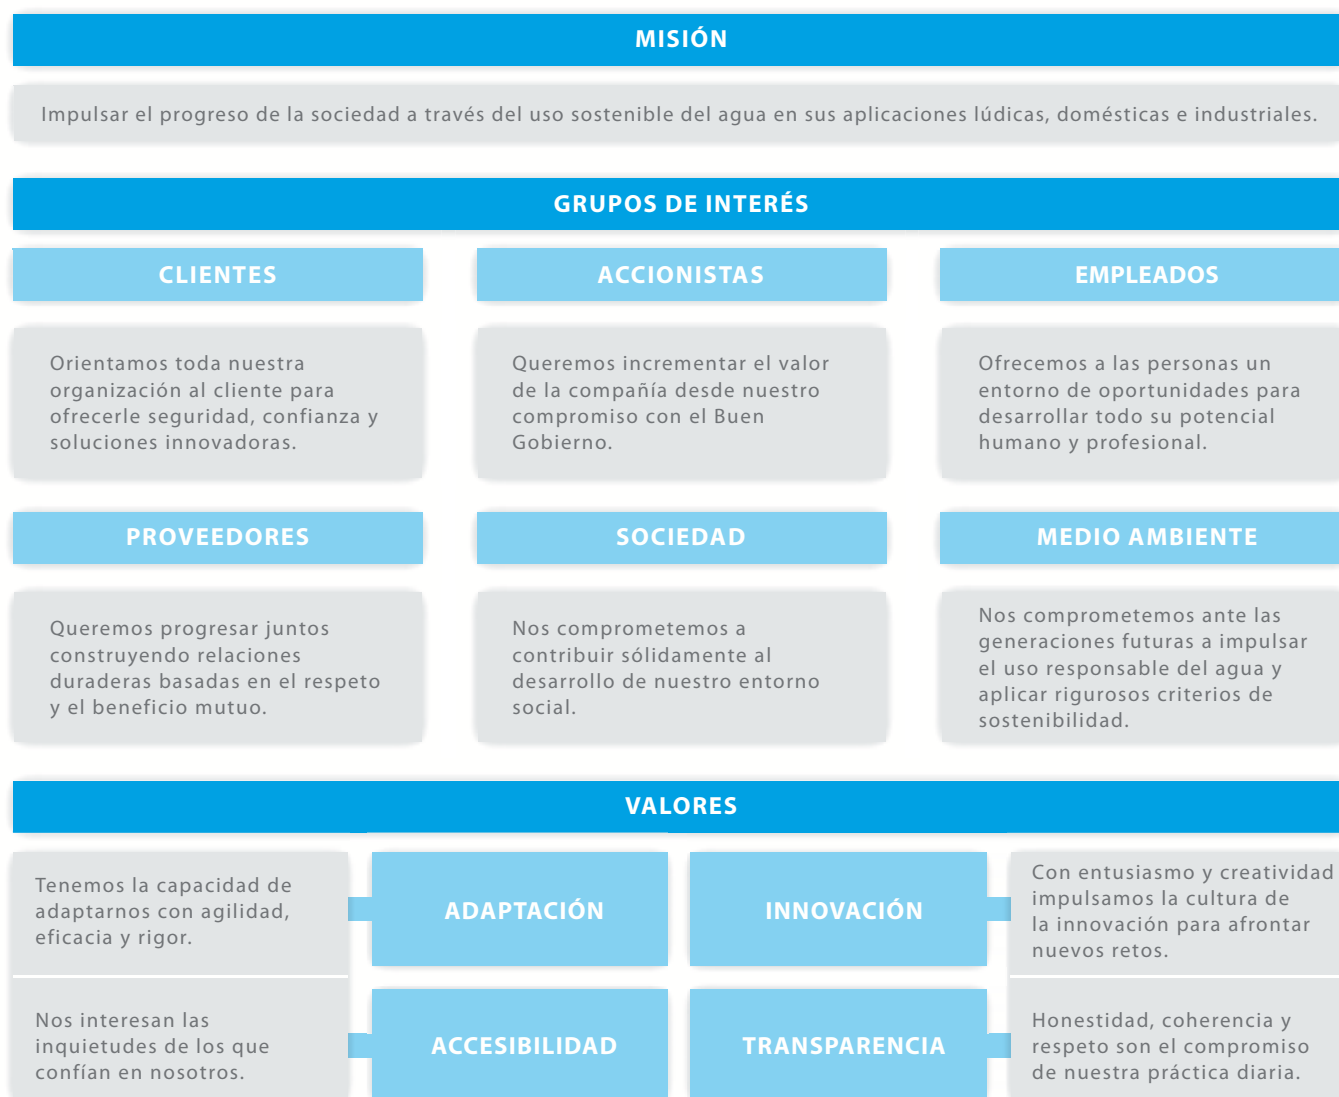 MISIÓN
Impulsar el progreso de la sociedad a través del uso sostenible del agua en sus aplicaciones lúdicas, domésticas e industriales.
GRUPOS DE INTERÉS
CLIENTES
Orientamos toda nuestra
organización al cliente para
ofrecerle seguridad, confianza y
soluciones innovadoras.
ACCIONISTAS
Queremos incrementar el valor
de la compañía desde nuestro
compromiso con el Buen
Gobierno.
EMPLEADOS
Ofrecemos a las personas un
entorno de oportunidades para
desarrollar todo su potencial
humano y profesional.
PROVEEDORES
Queremos progresar juntos
construyendo relaciones
duraderas basadas en el respeto
y el beneficio mutuo.
SOCIEDAD
Nos comprometemos a
contribuir sólidamente al
desarrollo de nuestro entorno
social.
MEDIO AMBIENTE
Nos comprometemos ante las
generaciones futuras a impulsar
el uso responsable del agua y
aplicar rigurosos criterios de
sostenibilidad.
VALORES
Tenemos la capacidad de
adaptarnos con agilidad,
eficacia y rigor.
ADAPTACIÓN
INNOVACIÓN
Con entusiasmo y creatividad
impulsamos la cultura de
la innovación para afrontar
nuevos retos.
Nos interesan las
inquietudes de los que
confían en nosotros.
ACCESIBILIDAD
TRANSPARENCIA
Honestidad, coherencia y
respeto son el compromiso
de nuestra práctica diaria.